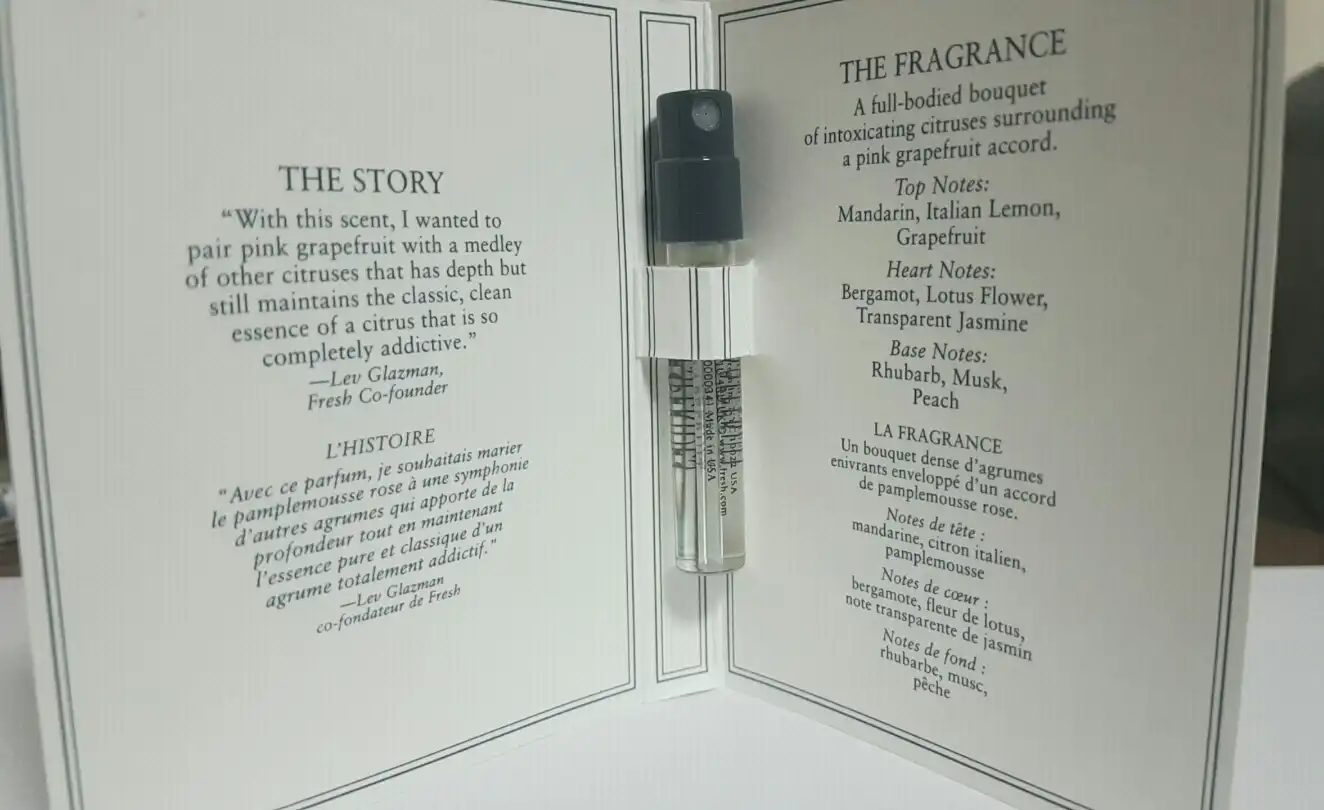 THE STORY
“With this scent, I wanted to
pair pink grapefruit with a medley
of other citruses that has depth but
still maintains the classic, clean
essence of a citrus that is so
completely addictive.”
—Lev Glazman,
Fresh Co-founder
L’HISTOIRE
“Avec ce parfum, je souhaitais marier
le pamplemousse rose à une symphonie
d’autres agrumes qui apporte de la
profondeur tout en maintenant
l’essence pure et classique d’un
agrume totalement addictif.”
—Lev Glazman
co-fondateur de Fresh
Made in USA
USA
www.fresh.com
THE FRAGRANCE
A full-bodied bouquet
of intoxicating citruses surrounding
a pink grapefruit accord.
Top Notes:
Mandarin, Italian Lemon,
Grapefruit
Heart Notes:
Bergamot, Lotus Flower,
Transparent Jasmine
Base Notes:
Rhubarb, Musk,
Peach
LA FRAGRANCE
Un bouquet dense d’agrumes
enivrants enveloppé d’un accord
de pamplemousse rose.
Notes de tête :
mandarine, citron italien,
pamplemousse
Notes de cœur :
bergamote, fleur de lotus,
note transparente de jasmin
Notes de fond :
rhubarbe, musc,
pêche